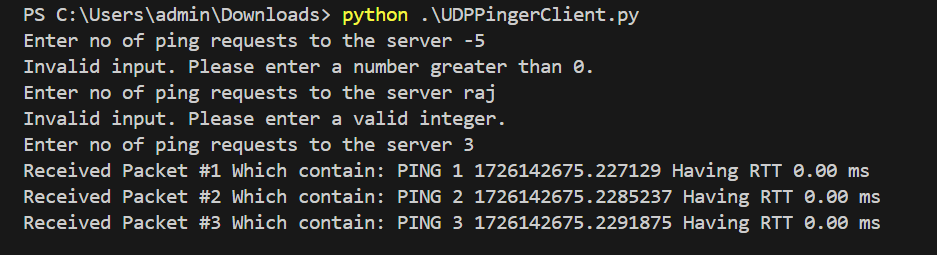 PS C:\Users\admin\Downloads> python .\UDPPingerClient.py
Enter no of ping requests to the server -5
Invalid input. Please enter a number greater than 0.
Enter no of ping requests to the server raj
Invalid input. Please enter a valid integer.
Enter no of ping requests to the server 3
Received Packet #1 Which contain: PING 1 1726142675.227129 Having RTT 0.00 ms
Received Packet #2 Which contain: PING 2 1726142675.2285237 Having RTT 0.00 ms
Received Packet #3 Which contain: PING 3 1726142675.2291875 Having RTT 0.00 ms